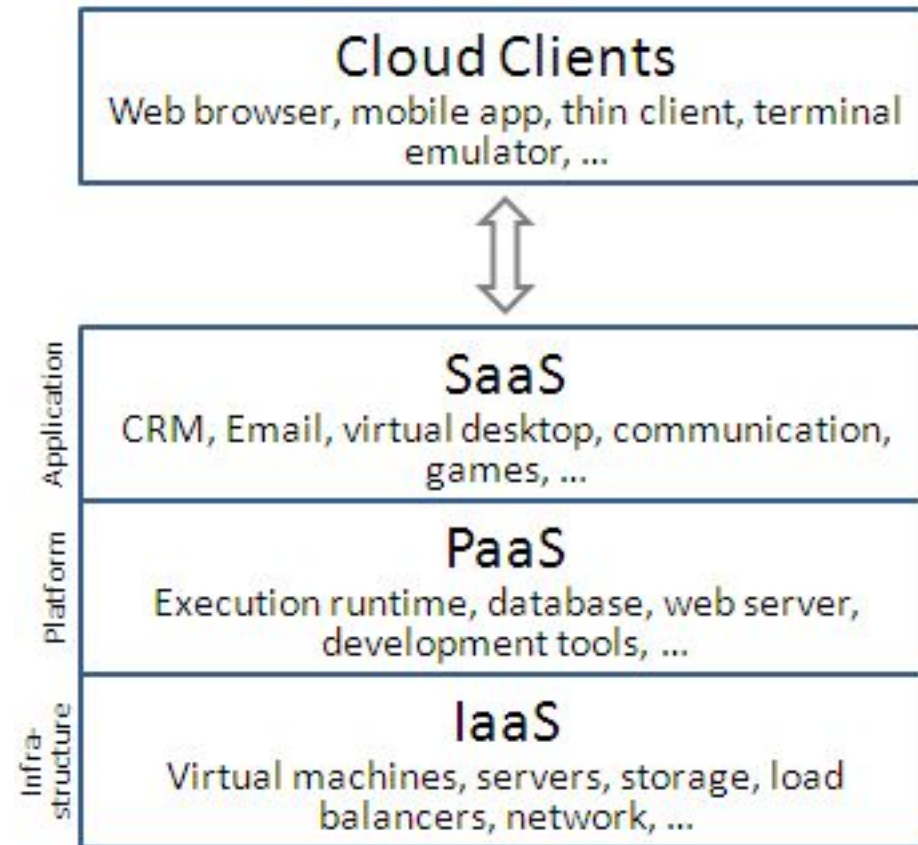 Cloud Clients
Web browser, mobile app, thin client, terminal
emulator, ...
Application
SaaS
CRM, Email, virtual desktop, communication,
games, ...
Platform
PaaS
Execution runtime, database, web server,
development tools, ...
Infra-
structure
IaaS
Virtual machines, servers, storage, load
balancers, network, ...